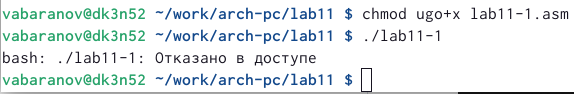 vabaranov@dk3n52 ~/work/arch-pc/lab11 $ chmod ugo+x lab11-1.asm
vabaranov@dk3n52 ~/work/arch-pc/lab11 $ ./lab11-1
bash: ./lab11-1: Отказано в доступе
vabaranov@dk3n52 ~/work/arch-pc/lab11 $